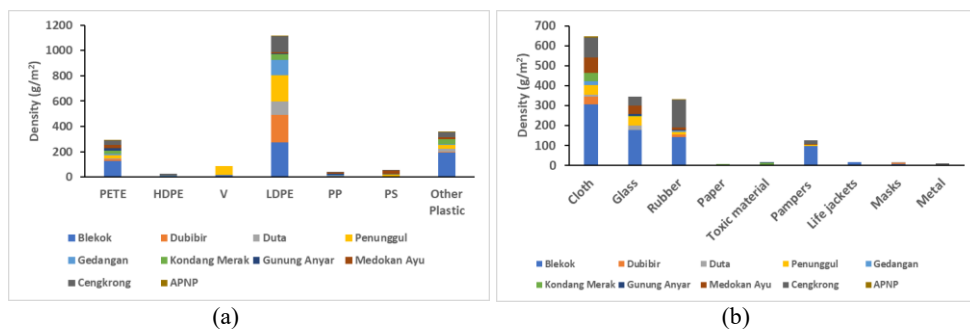 1200
1000
800
600
400
200
0
Density (g/m²)
PETE HDPE V LDPE PP PS Other Plastic
Blekok Dubibir Duta Penunggul
Gedangan Kondang Merak Gunung Anyar Medokan Ayu
Cengkrong APNP
(a)
700
600
500
400
300
200
100
0
Density (g/m²)
Cloth Glass Rubber Paper Toxic material Pampers Life jackets Masks Metal
Blekok Dubibir Duta Penunggul Gedangan
Kondang Merak Gunung Anyar Medokan Ayu Cengkrong APNP
(b)